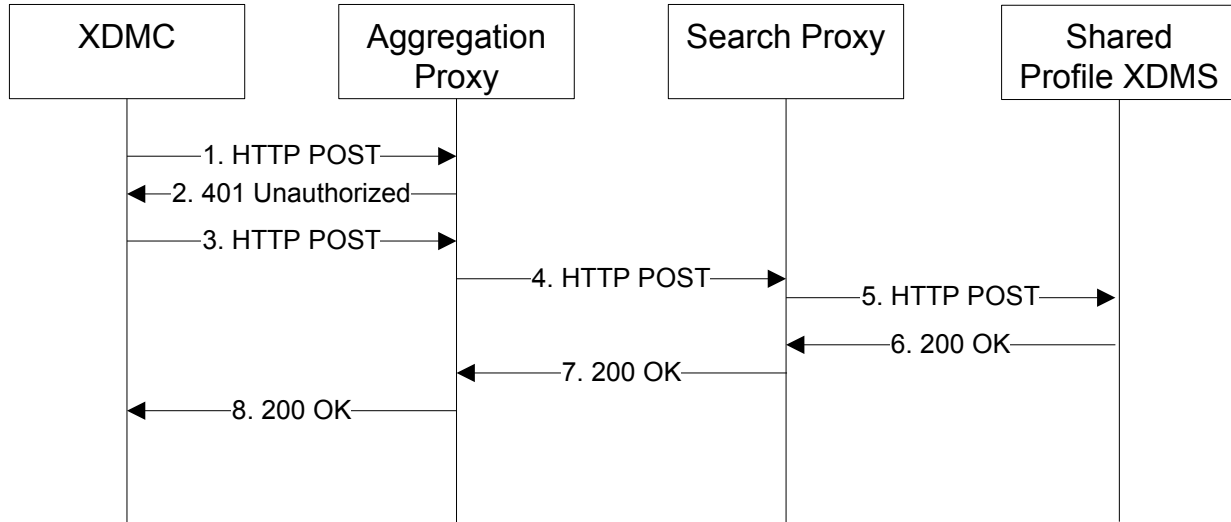 XDMC
Aggregation
Proxy
Search Proxy
Shared
Profile XDMS
1. HTTP POST
2. 401 Unauthorized
3. HTTP POST
4. HTTP POST
5. HTTP POST
6. 200 OK
7. 200 OK
8. 200 OK